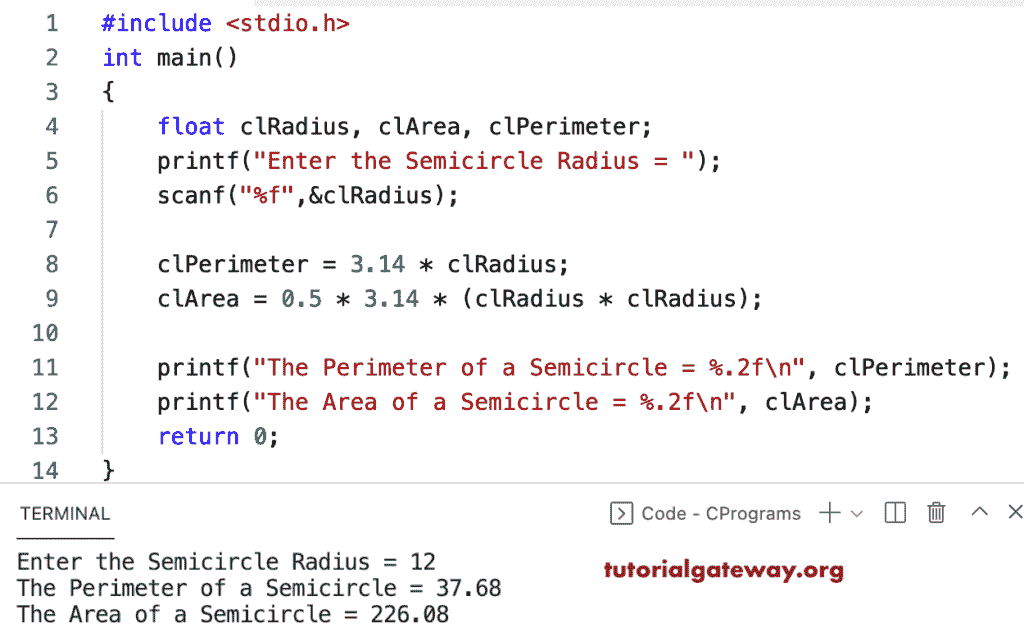 1 #include <stdio.h>
2 int main()
3 {
4 float clRadius, clArea, clPerimeter;
5 printf("Enter the Semicircle Radius = ");
6 scanf("%f",&clRadius);
7
8 clPerimeter = 3.14 * clRadius;
9 clArea = 0.5 * 3.14 * (clRadius * clRadius);
10
11 printf("The Perimeter of a Semicircle = %.2f\n", clPerimeter);
12 printf("The Area of a Semicircle = %.2f\n", clArea);
13 return 0;
14 }
TERMINAL Code - CPrograms
Enter the Semicircle Radius = 12
tutorialgateway.org
The Perimeter of a Semicircle = 37.68
The Area of a Semicircle = 226.08